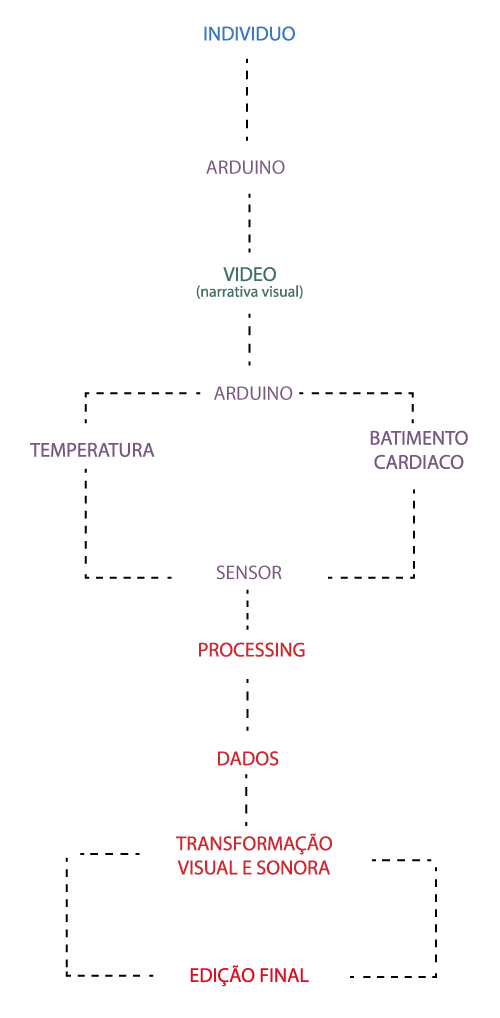 INDIVIDUO
ARDUINO
VIDEO
(narrativa visual)
ARDUINO
TEMPERATURA
BATIMENTO
CARDIACO
SENSOR
PROCESSING
DADOS
TRANSFORMAÇÃO
VISUAL E SONORA
EDIÇÃO FINAL